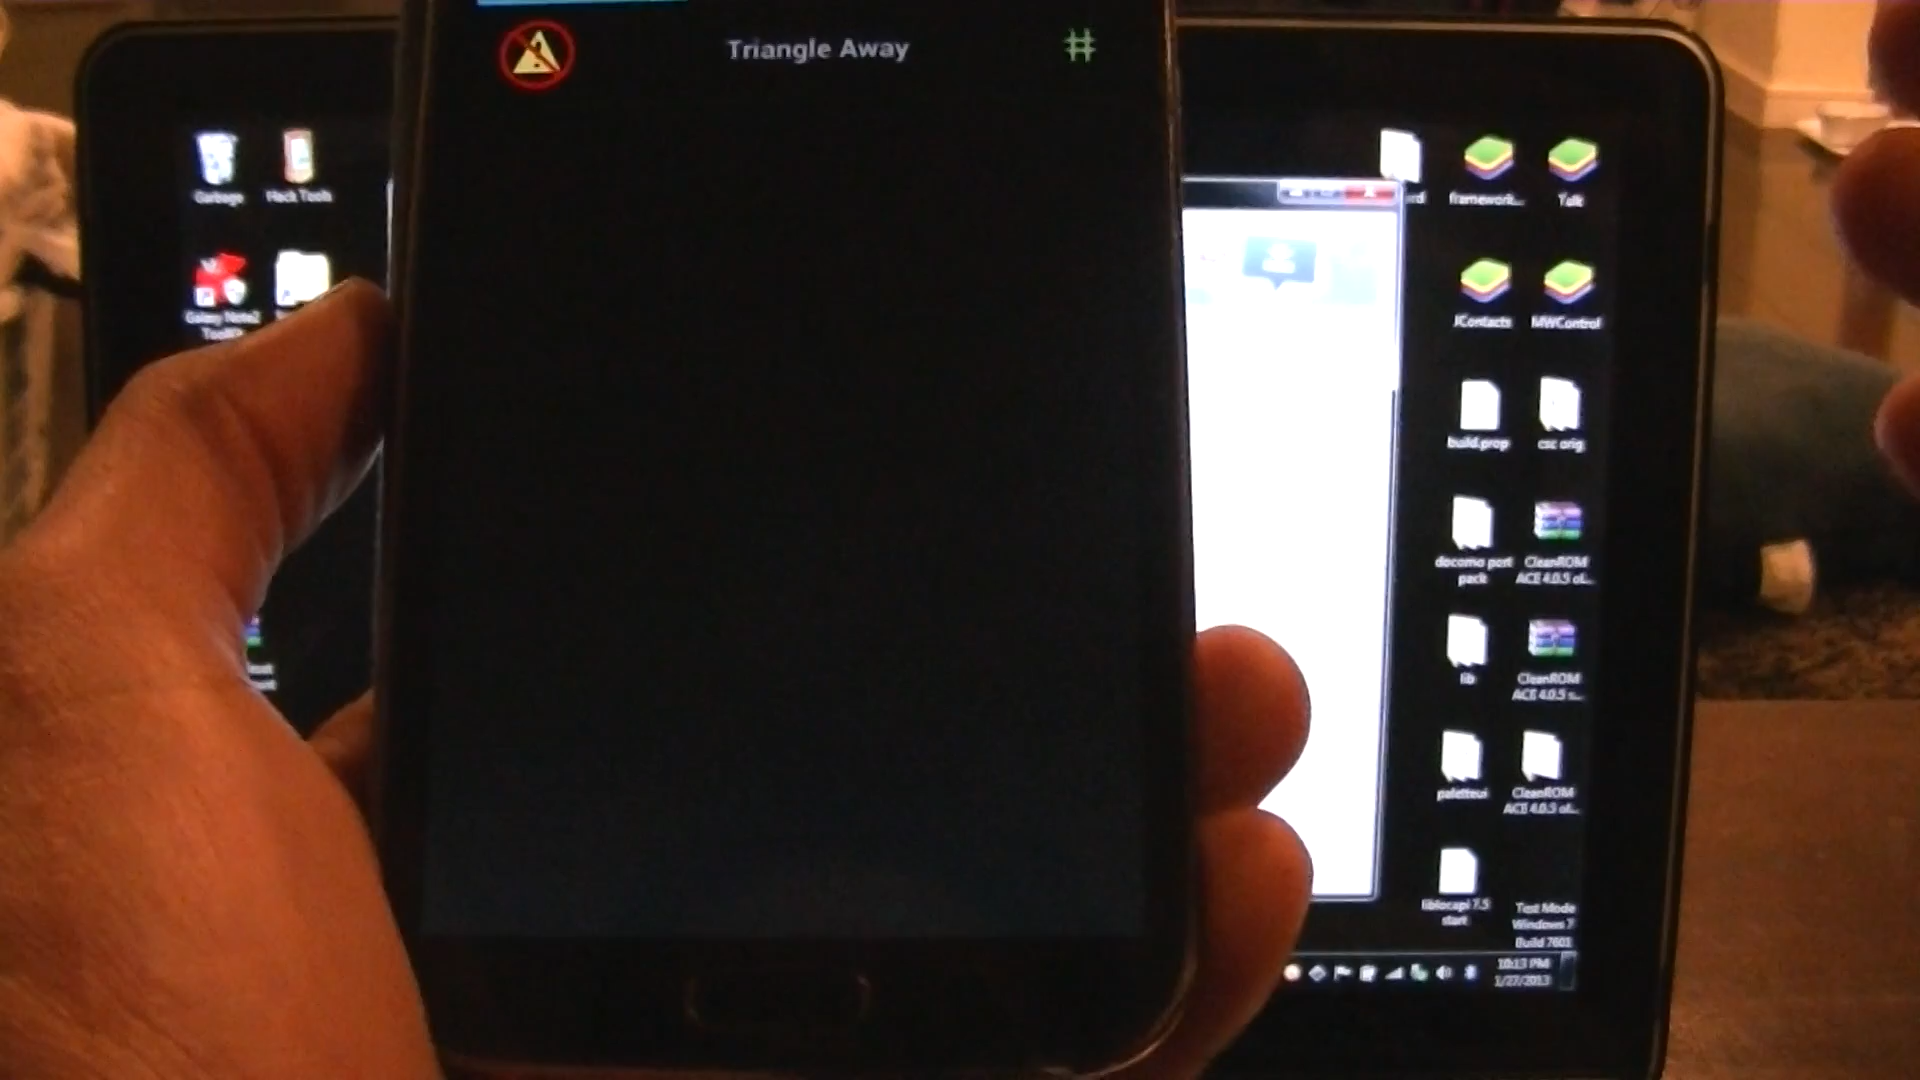 Triangle Away
#
Garbage
Hack Tools
Galaxy Note2
Toolkit
framework...
Talk
JContacts
MWControl
build.prop
csc orig
docomo port
pack
CleanROM
ACE 4.0.5 ol...
lib
CleanROM
ACE 4.0.5 s...
paletteui
CleanROM
ACE 4.0.5 ol...
liblocapi 7.5
start
Test Mode
Windows 7
Build 7601
10:13 PM
1/27/2013